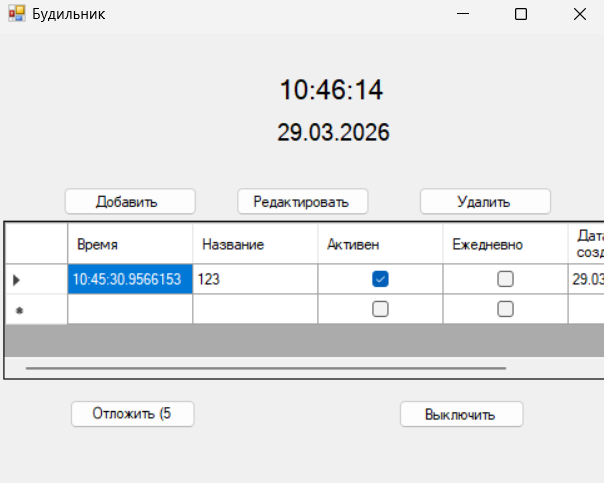 Будильник
10:46:14
29.03.2026
Добавить Редактировать Удалить
Время Название Активен Ежедневно Дата
созд
10:45:30.9566153 123 29.03
Отложить (5 Выключить